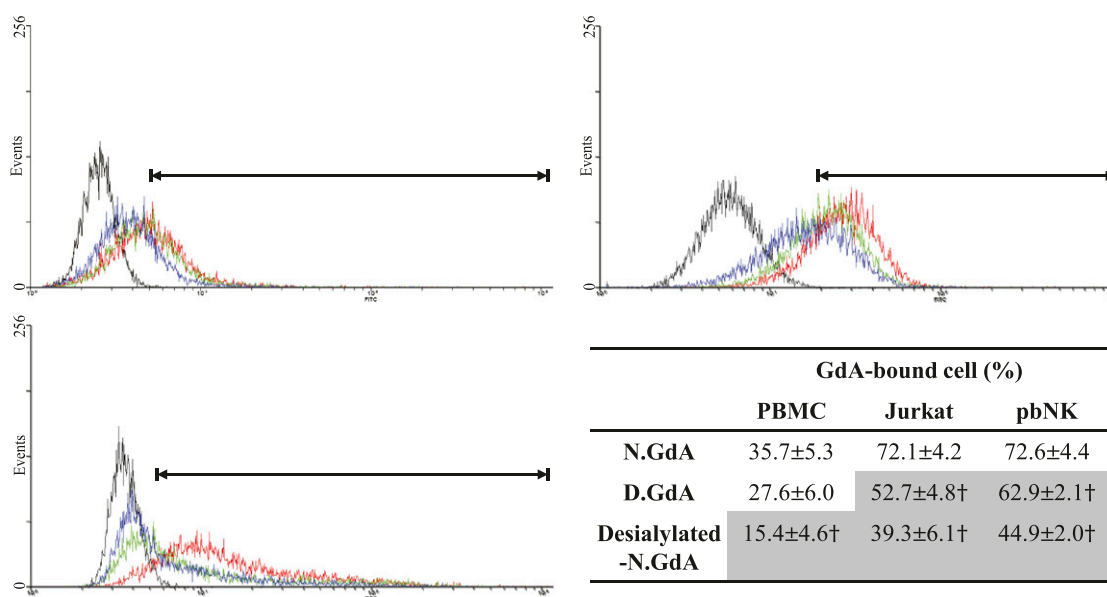 256
Events
0
FITC
256
Events
0
256
Events
0
GdA-bound cell (%)
PBMC Jurkat pbNK
N.GdA 35.7±5.3 72.1±4.2 72.6±4.4
D.GdA 27.6±6.0 52.7±4.8† 62.9±2.1†
Desialylated 15.4±4.6† 39.3±6.1† 44.9±2.0†
-N.GdA